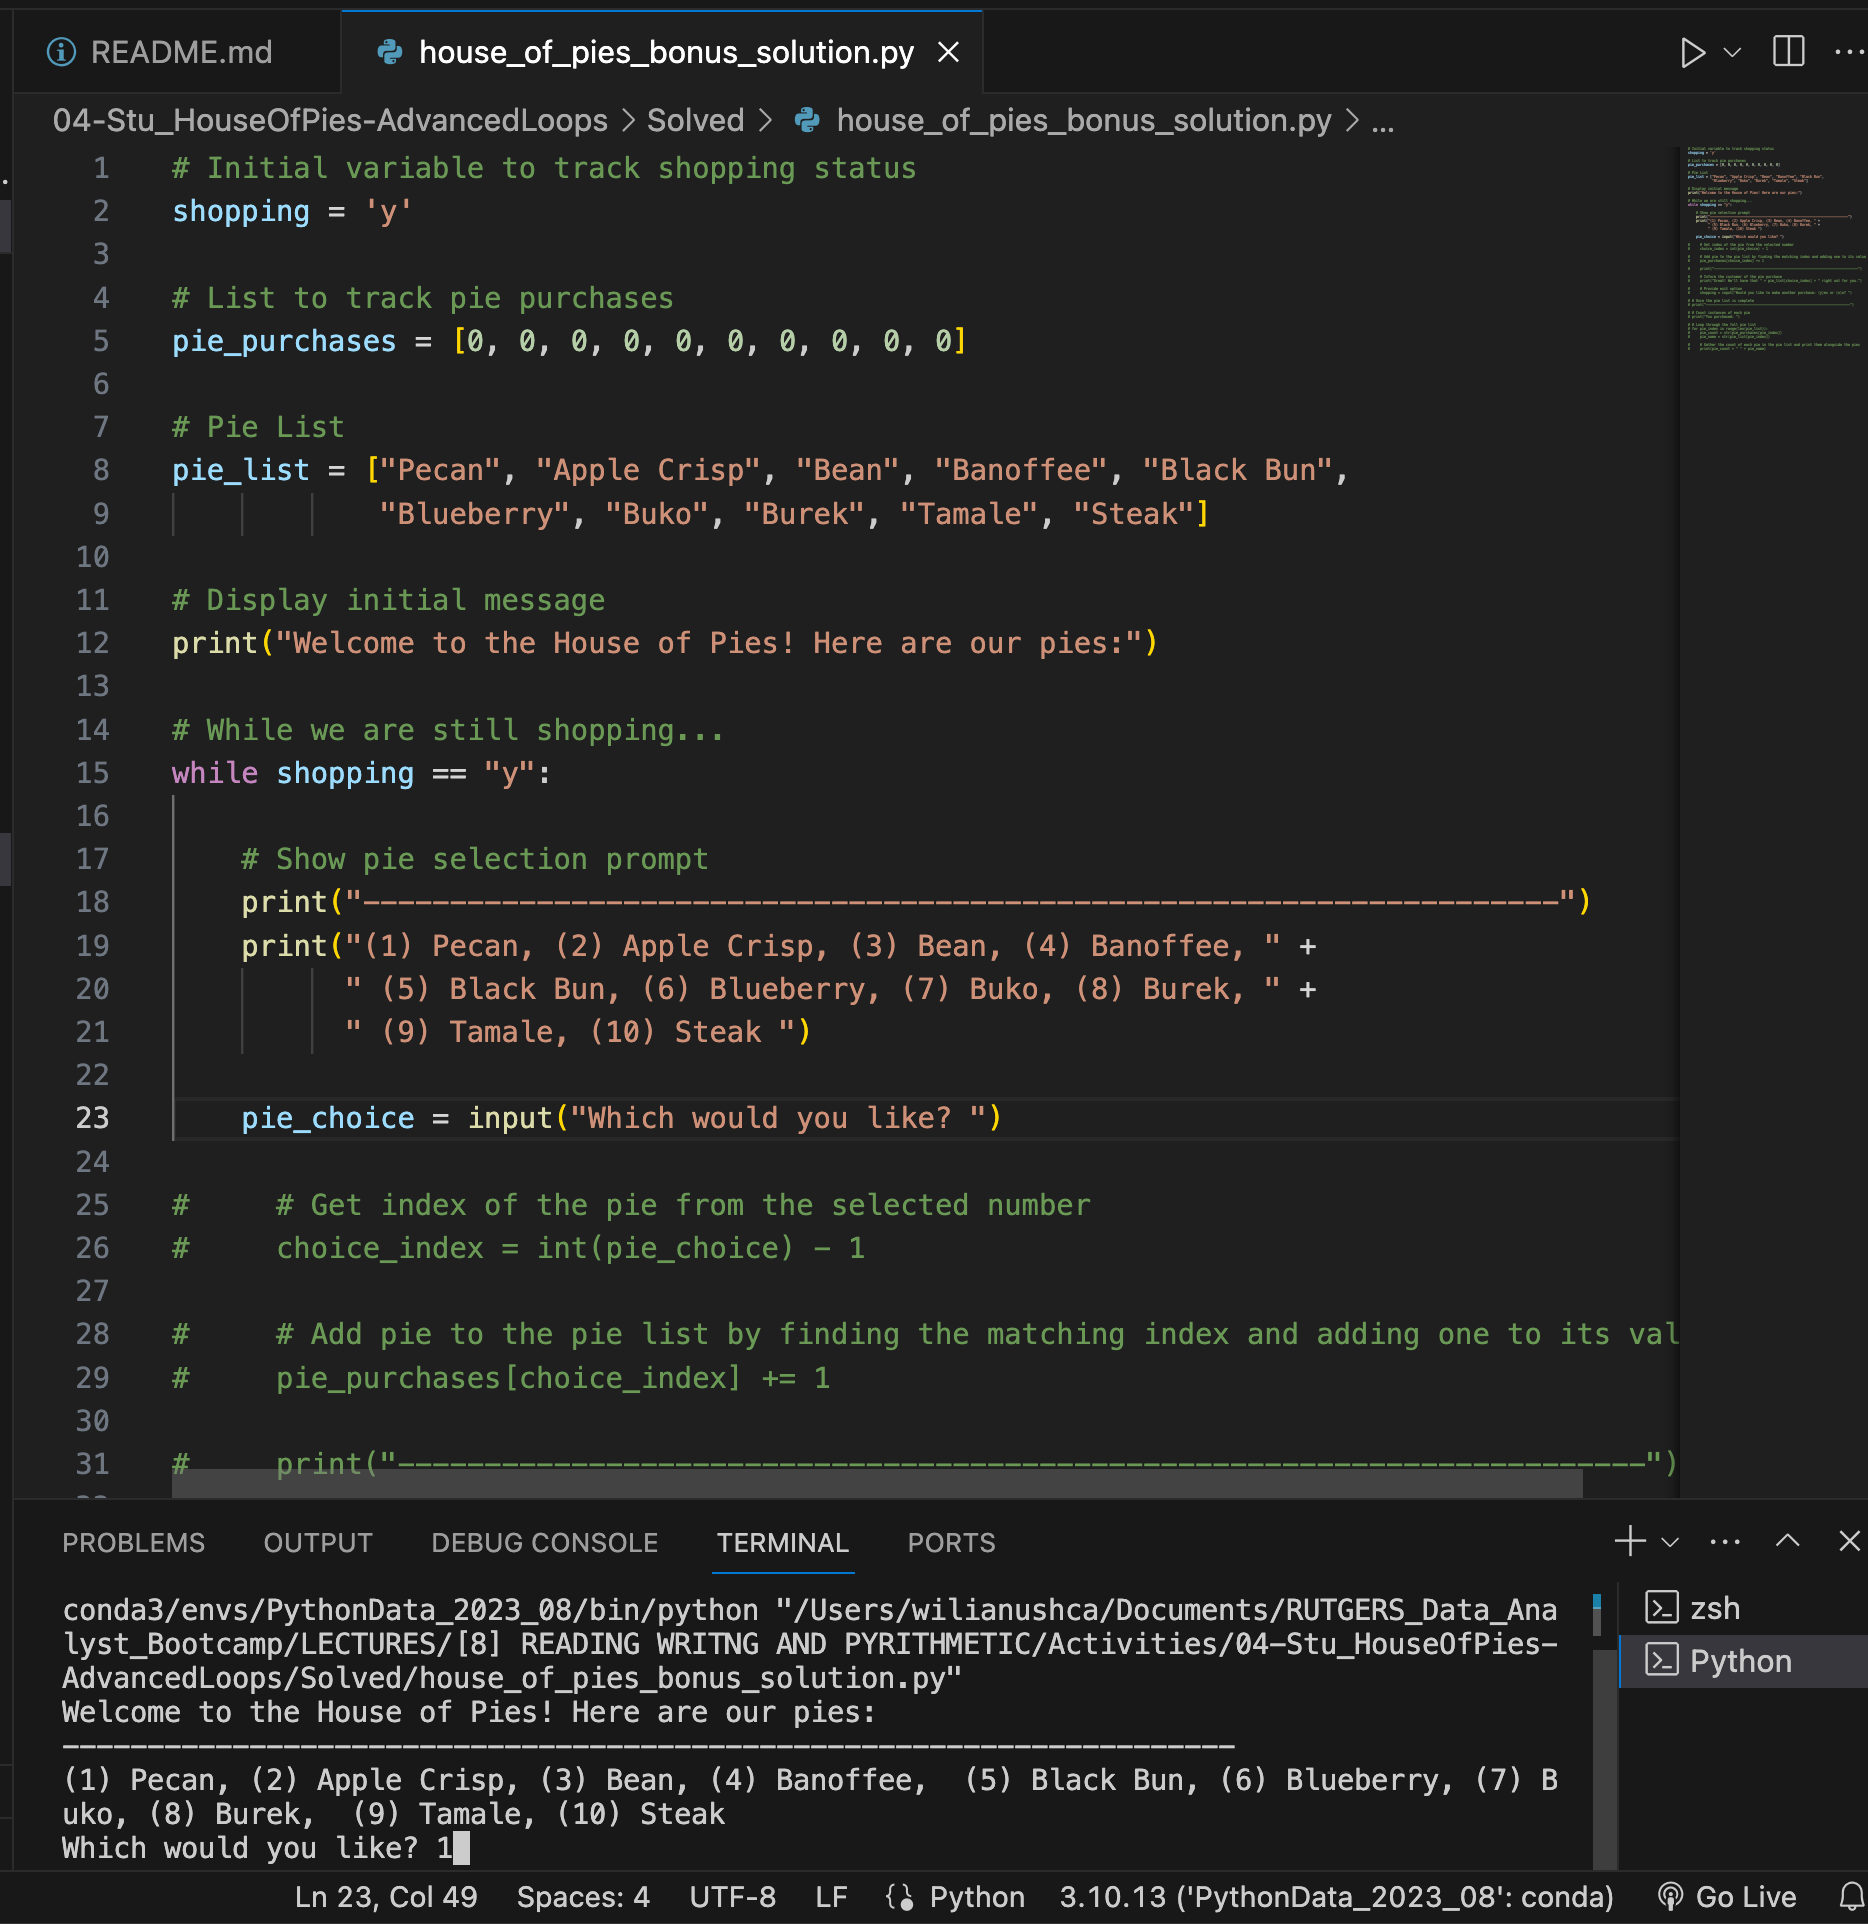 README.md
house_of_pies_bonus_solution.py
04-Stu_HouseOfPies-AdvancedLoops > Solved > house_of_pies_bonus_solution.py > ...
1 # Initial variable to track shopping status
2 shopping = 'y'
3
4 # List to track pie purchases
5 pie_purchases = [0, 0, 0, 0, 0, 0, 0, 0, 0, 0]
6
7 # Pie List
8 pie_list = ["Pecan", "Apple Crisp", "Bean", "Banoffee", "Black Bun",
9             "Blueberry", "Buko", "Burek", "Tamale", "Steak"]
10
11 # Display initial message
12 print("Welcome to the House of Pies! Here are our pies:")
13
14 # While we are still shopping...
15 while shopping == "y":
16
17     # Show pie selection prompt
18     print("---------------------------------------------------------------------")
19     print("(1) Pecan, (2) Apple Crisp, (3) Bean, (4) Banoffee, " +
20           " (5) Black Bun, (6) Blueberry, (7) Buko, (8) Burek, " +
21           " (9) Tamale, (10) Steak ")
22
23     pie_choice = input("Which would you like? ")
24
25 #     # Get index of the pie from the selected number
26 #     choice_index = int(pie_choice) - 1
27
28 #     # Add pie to the pie list by finding the matching index and adding one to its val
29 #     pie_purchases[choice_index] += 1
30
31 #     print("------------------------------------------------------------------------")
PROBLEMS OUTPUT DEBUG CONSOLE TERMINAL PORTS
conda3/envs/PythonData_2023_08/bin/python "/Users/wilianushca/Documents/RUTGERS_Data_Ana
lyst_Bootcamp/LECTURES/[8] READING WRITNG AND PYRITHMETIC/Activities/04-Stu_HouseOfPies-
AdvancedLoops/Solved/house_of_pies_bonus_solution.py"
Welcome to the House of Pies! Here are our pies:
---------------------------------------------------------------------
(1) Pecan, (2) Apple Crisp, (3) Bean, (4) Banoffee,  (5) Black Bun, (6) Blueberry, (7) B
uko, (8) Burek,  (9) Tamale, (10) Steak
Which would you like? 1
zsh
Python
Ln 23, Col 49 Spaces: 4 UTF-8 LF Python 3.10.13 ('PythonData_2023_08': conda) Go Live